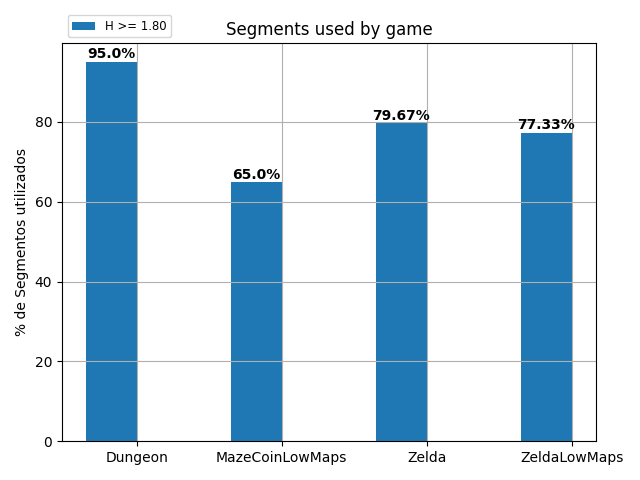 H >= 1.80
Segments used by game
% de Segmentos utilizados
95.0%
65.0%
79.67%
77.33%
80
60
40
20
0
Dungeon
MazeCoinLowMaps
Zelda
ZeldaLowMaps